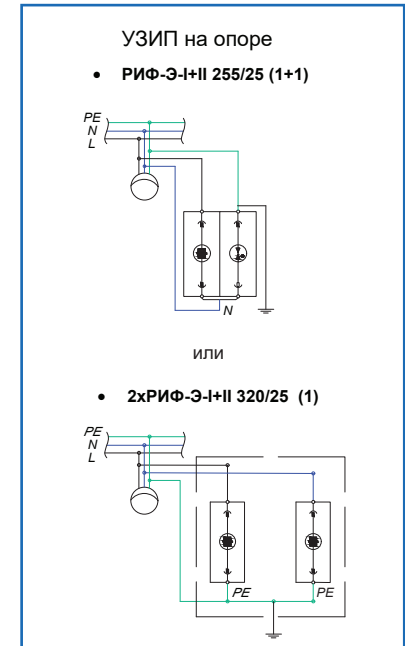 УЗИП на опоре
• РИФ-Э-I+II 255/25 (1+1)
PE
N
L
N
или
• 2хРИФ-Э-I+II 320/25 (1)
PE
N
L
PE PE